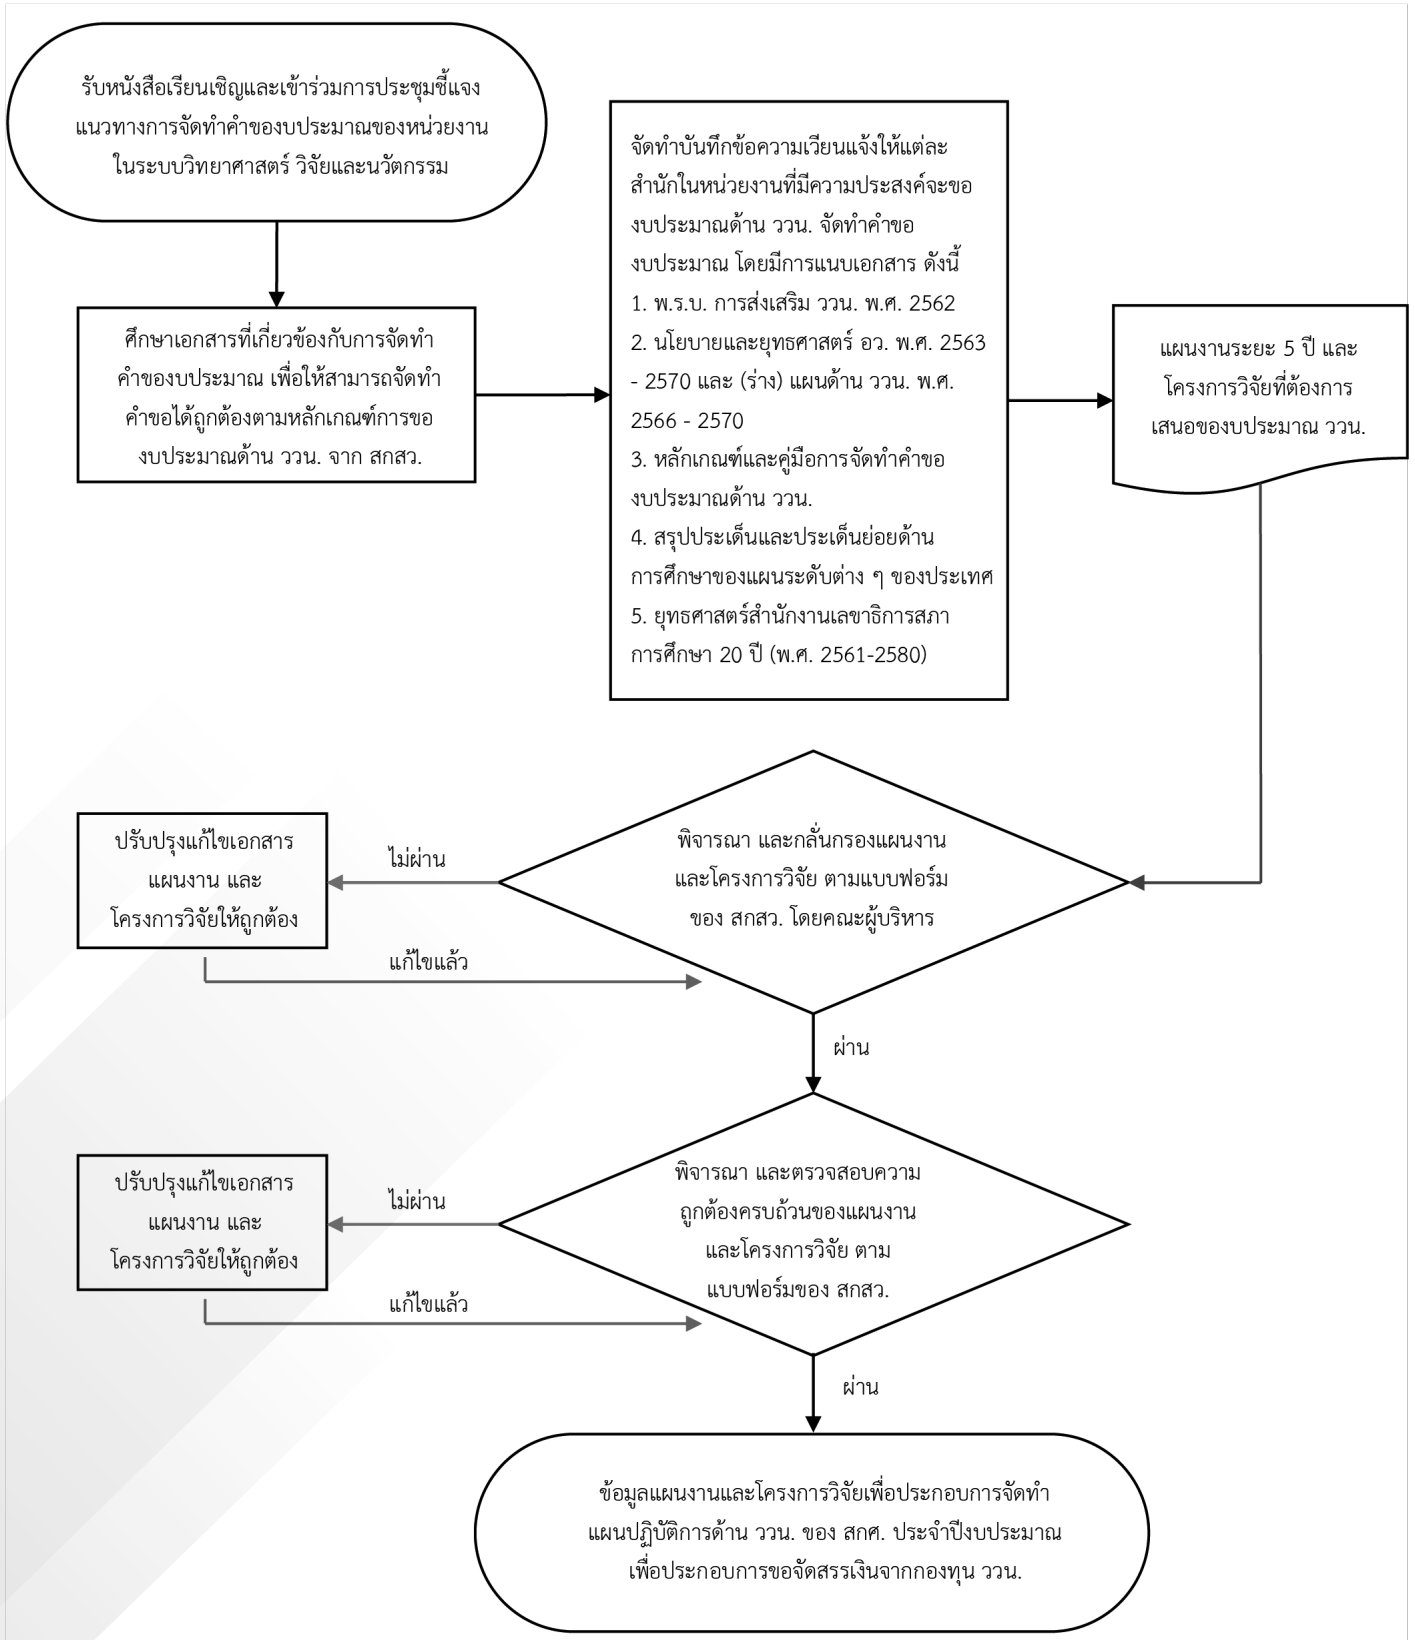 รับหนังสือเรียนเชิญและเข้าร่วมการประชุมชี้แจง
แนวทางการจัดทำคำของบประมาณของหน่วยงาน
ในระบบวิทยาศาสตร์ วิจัยและนวัตกรรม
ศึกษาเอกสารที่เกี่ยวข้องกับการจัดทำ
คำของบประมาณ เพื่อให้สามารถจัดทำ
คำขอได้ถูกต้องตามหลักเกณฑ์การขอ
งบประมาณด้าน ววน. จาก สกสว.
จัดทำบันทึกข้อความเวียนแจ้งให้แต่ละ
สำนักในหน่วยงานที่มีความประสงค์จะขอ
งบประมาณด้าน ววน. จัดทำคำขอ
งบประมาณ โดยมีการแนบเอกสาร ดังนี้
1. พ.ร.บ. การส่งเสริม ววน. พ.ศ. 2562
2. นโยบายและยุทธศาสตร์ อว. พ.ศ. 2563
- 2570 และ (ร่าง) แผนด้าน ววน. พ.ศ.
2566 - 2570
3. หลักเกณฑ์และคู่มือการจัดทำคำขอ
งบประมาณด้าน ววน.
4. สรุปประเด็นและประเด็นย่อยด้าน
การศึกษาของแผนระดับต่าง ๆ ของประเทศ
5. ยุทธศาสตร์สำนักงานเลขาธิการสภา
การศึกษา 20 ปี (พ.ศ. 2561-2580)
แผนงานระยะ 5 ปี และ
โครงการวิจัยที่ต้องการ
เสนอของบประมาณ ววน.
พิจารณา และกลั่นกรองแผนงาน
และโครงการวิจัย ตามแบบฟอร์ม
ของ สกสว. โดยคณะผู้บริหาร
ไม่ผ่าน
ปรับปรุงแก้ไขเอกสาร
แผนงาน และ
โครงการวิจัยให้ถูกต้อง
แก้ไขแล้ว
ผ่าน
พิจารณา และตรวจสอบความ
ถูกต้องครบถ้วนของแผนงาน
และโครงการวิจัย ตาม
แบบฟอร์มของ สกสว.
ไม่ผ่าน
ปรับปรุงแก้ไขเอกสาร
แผนงาน และ
โครงการวิจัยให้ถูกต้อง
แก้ไขแล้ว
ผ่าน
ข้อมูลแผนงานและโครงการวิจัยเพื่อประกอบการจัดทำ
แผนปฏิบัติการด้าน ววน. ของ สกศ. ประจำปีงบประมาณ
เพื่อประกอบการขอจัดสรรเงินจากกองทุน ววน.